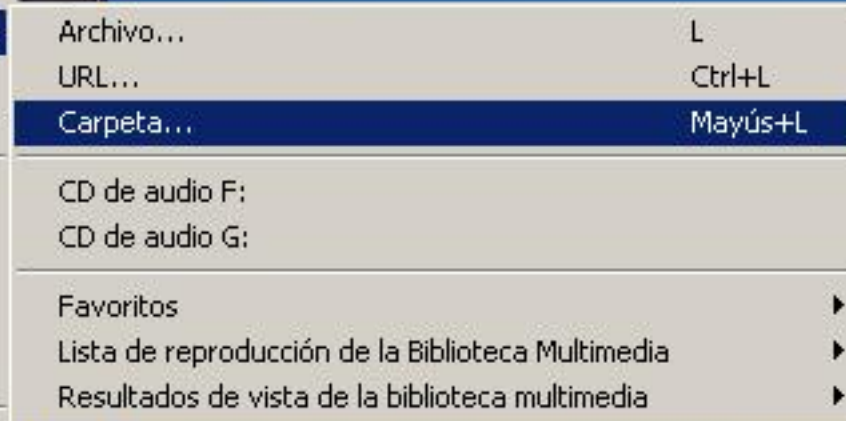 Archivo... L
URL... Ctrl+L
Carpeta... Mayús+L
CD de audio F:
CD de audio G:
Favoritos
Lista de reproducción de la Biblioteca Multimedia
Resultados de vista de la biblioteca multimedia